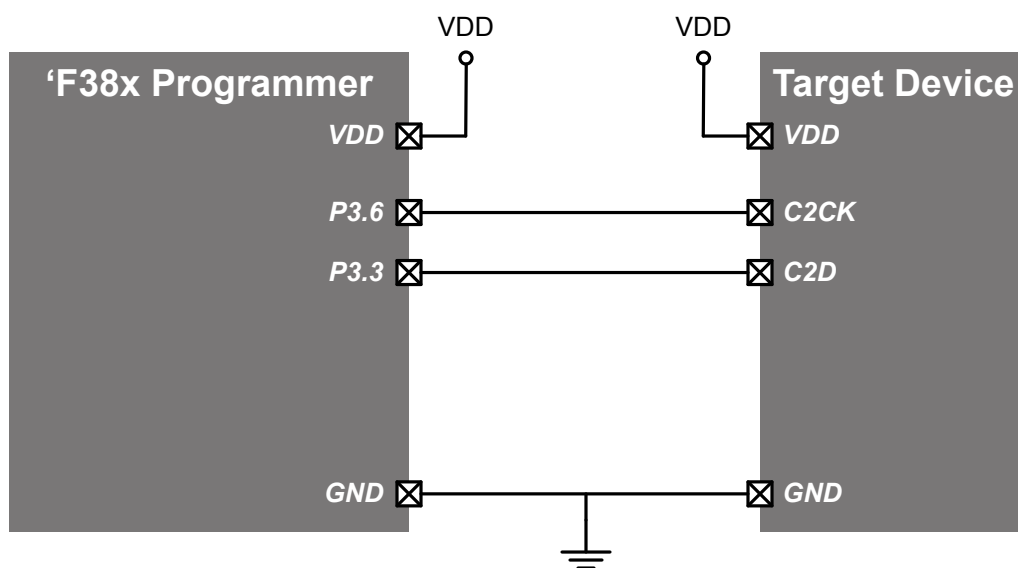 VDD VDD
‘F38x Programmer Target Device
VDD VDD
P3.6 C2CK
P3.3 C2D
GND GND